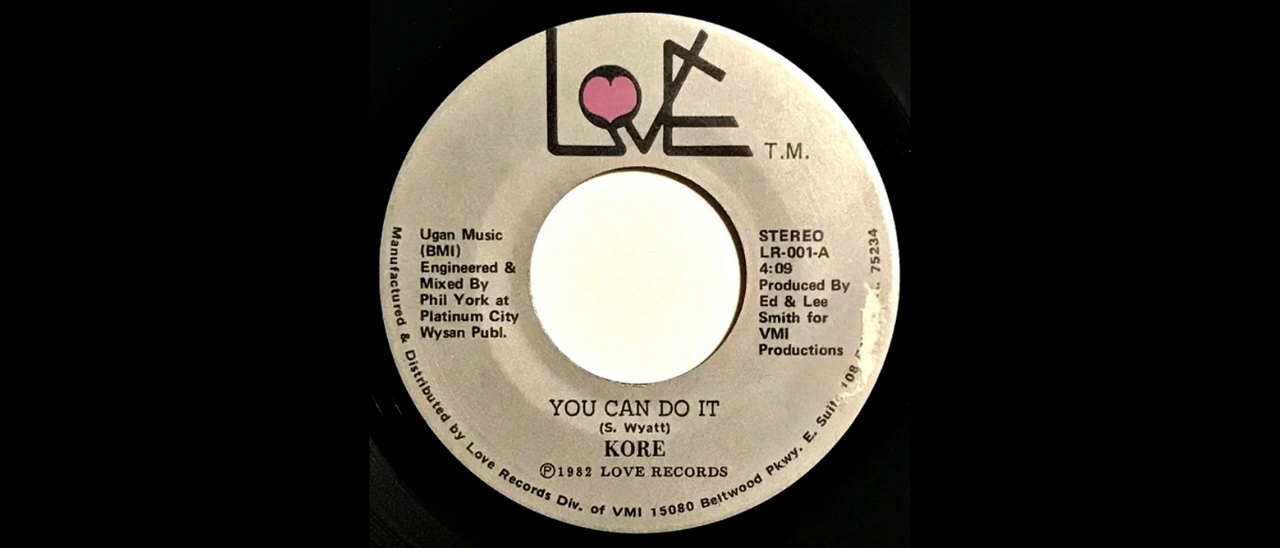 LOVE
T.M.
Ugan Music
(BMI)
Engineered &
Mixed By
Phil York at
Platinum City
Wysan Publ.
STEREO
LR-001-A
4:09
Produced By
Ed & Lee
Smith for
VMI
Productions
YOU CAN DO IT
(S. Wyatt)
KORE
Ⓟ1982 LOVE RECORDS
Manufactured & Distributed by Love Records Div. of VMI 15080 Beltwood Pkwy. E. Suite 108 75234